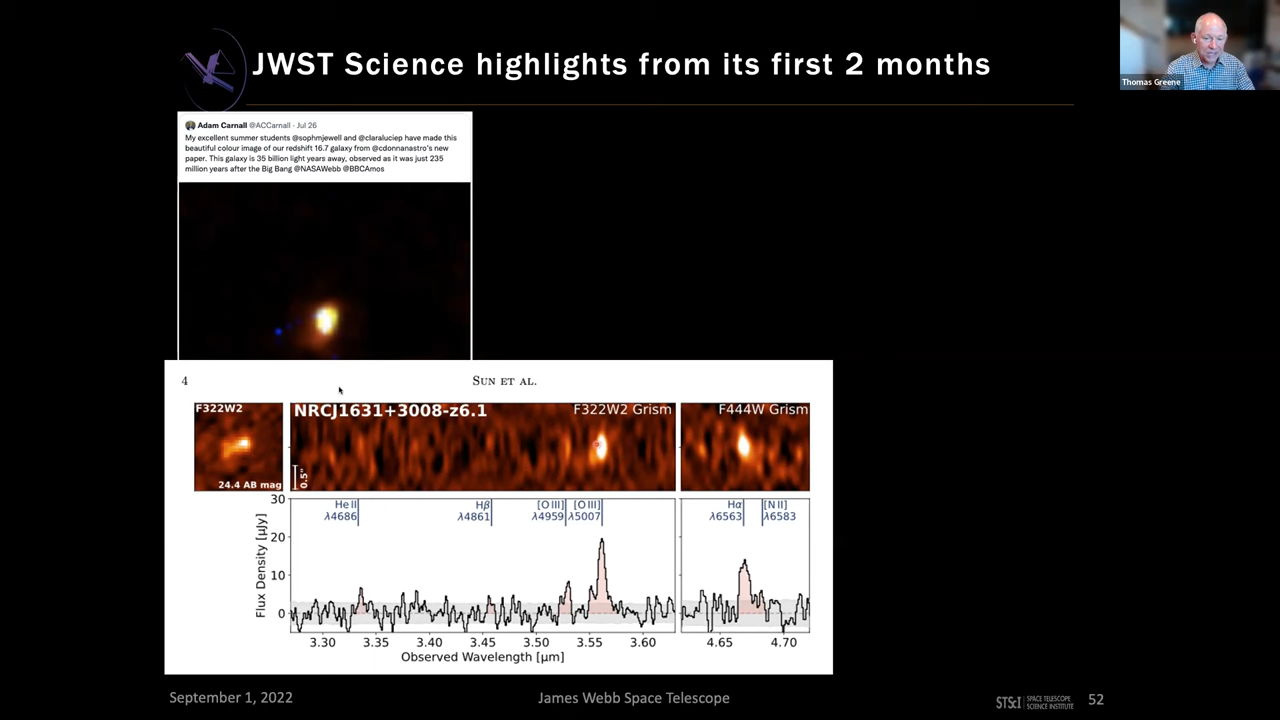 JWST Science highlights from its first 2 months
Thomas Greene
Adam Carnall @ACCarnall · Jul 26
My excellent summer students @sophmjewell and @claraluciep have made this
beautiful colour image of our redshift 16.7 galaxy from @cdonnanastro's new
paper. This galaxy is 35 billion light years away, observed as it was just 235
million years after the Big Bang @NASAWebb @BBCAmos
4
SUN ET AL.
F322W2
24.4 AB mag
NRCJ1631+3008-z6.1
F322W2 Grism
0.5"
F444W Grism
He II
λ4686
Hβ
λ4861
[O III]
λ4959
[O III]
λ5007
Hα
λ6563
[N II]
λ6583
Flux Density [μJy]
30
20
10
0
3.30 3.35 3.40 3.45 3.50 3.55 3.60
4.65 4.70
Observed Wavelength [μm]
September 1, 2022
James Webb Space Telescope
STScI
SPACE TELESCOPE
SCIENCE INSTITUTE
52